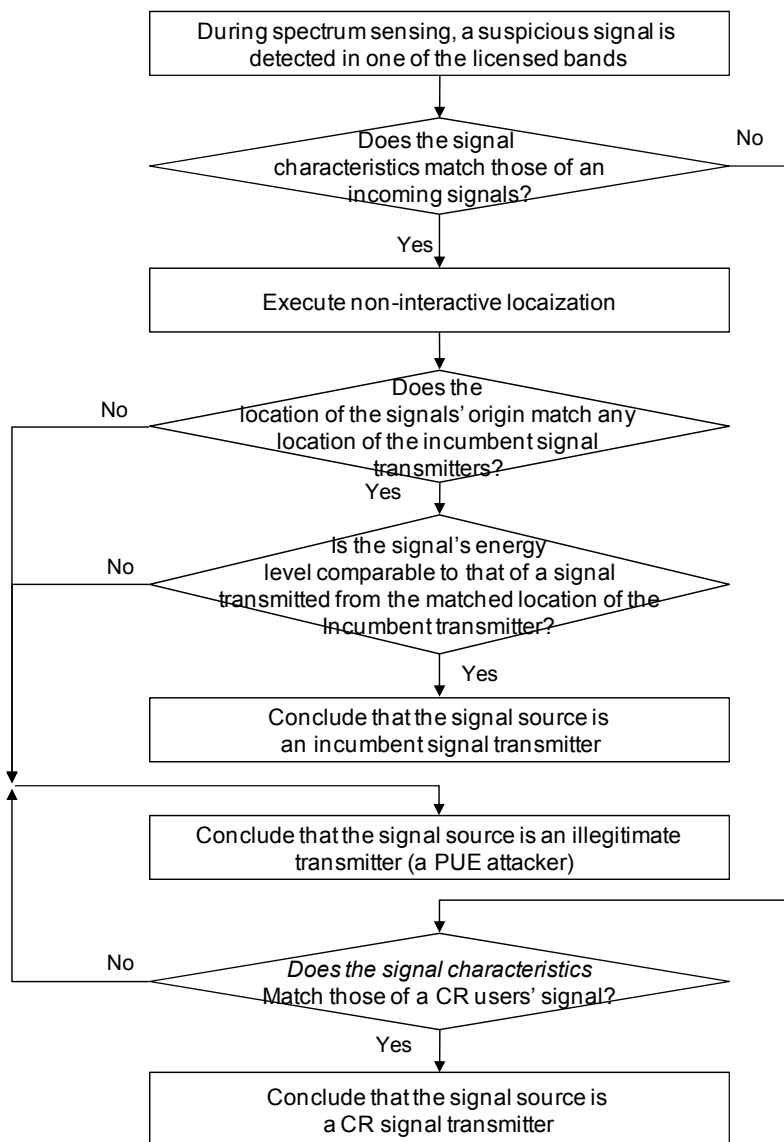 During spectrum sensing, a suspicious signal is
detected in one of the licensed bands
Does the signal
characteristics match those of an
incoming signals?
No
Yes
Execute non-interactive locaization
Does the
location of the signals' origin match any
location of the incumbent signal
transmitters?
No
Yes
Is the signal's energy
level comparable to that of a signal
transmitted from the matched location of the
Incumbent transmitter?
No
Yes
Conclude that the signal source is
an incumbent signal transmitter
Conclude that the signal source is an illegitimate
transmitter (a PUE attacker)
Does the signal characteristics
Match those of a CR users' signal?
No
Yes
Conclude that the signal source is
a CR signal transmitter